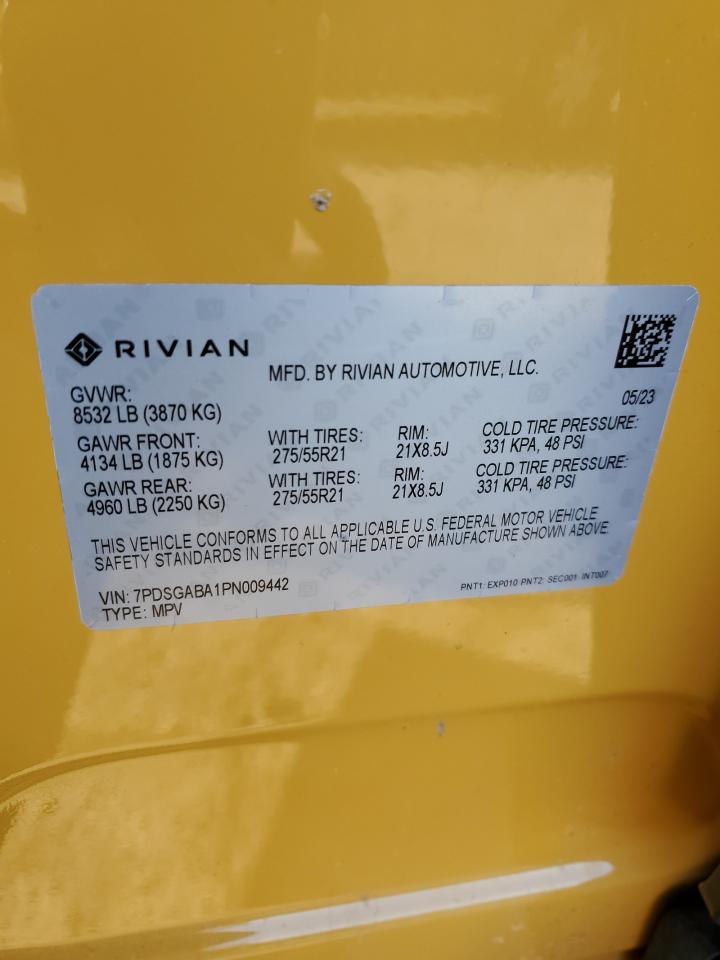 RIVIAN
MFD. BY RIVIAN AUTOMOTIVE, LLC.
GVWR:
8532 LB (3870 KG)
05/23
GAWR FRONT: WITH TIRES: RIM: COLD TIRE PRESSURE:
4134 LB (1875 KG) 275/55R21 21X8.5J 331 KPA, 48 PSI
GAWR REAR: WITH TIRES: RIM: COLD TIRE PRESSURE:
4960 LB (2250 KG) 275/55R21 21X8.5J 331 KPA, 48 PSI
THIS VEHICLE CONFORMS TO ALL APPLICABLE U.S. FEDERAL MOTOR VEHICLE
SAFETY STANDARDS IN EFFECT ON THE DATE OF MANUFACTURE SHOWN ABOVE.
VIN: 7PDSGABA1PN009442
TYPE: MPV
PNT1: EXP010 PNT2: SEC001 INT007